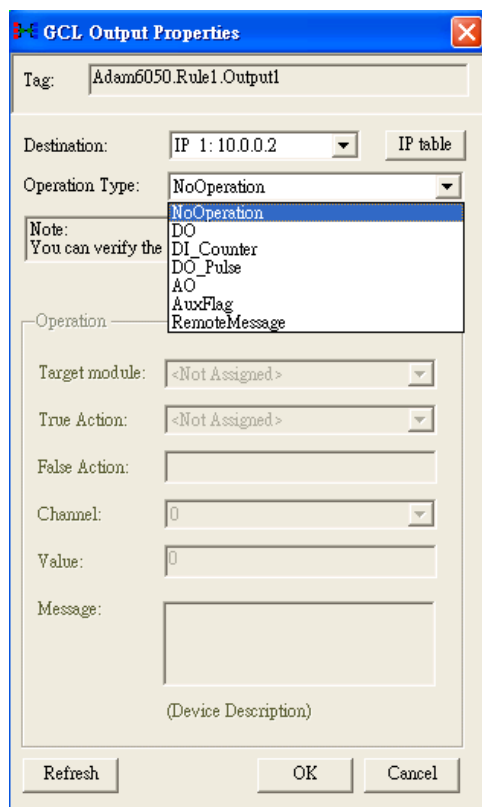 GCL Output Properties
Tag: Adam6050.Rule1.Output1
Destination: IP 1: 10.0.0.2 IP table
Operation Type: NoOperation
NoOperation
DO
DI_Counter
DO_Pulse
AO
AuxFlag
RemoteMessage
Note:
You can verify the
Operation
Target module: <Not Assigned>
True Action: <Not Assigned>
False Action:
Channel: 0
Value: 0
Message:
(Device Description)
Refresh OK Cancel